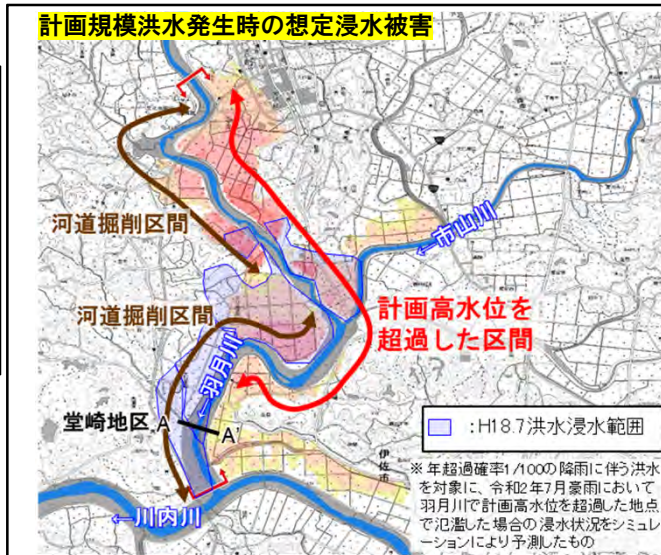 計画規模洪水発生時の想定浸水被害
河道掘削区間
←市山川
河道掘削区間
計画高水位を
超過した区間
←羽月川
堂崎地区
A
A'
:H18.7洪水浸水範囲
伊佐市
※年超過確率1/100の降雨に伴う洪水
を対象に、令和2年7月豪雨において
羽月川で計画高水位を超過した地点
で氾濫した場合の浸水状況をシミュレ
ーションにより予測したもの
←川内川